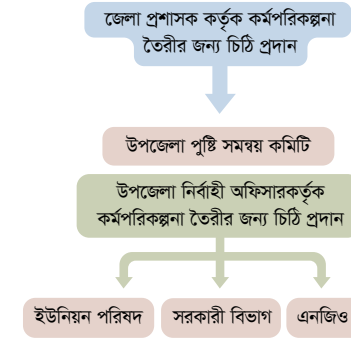 জেলা প্রশাসক কর্তৃক কর্মপরিকল্পনা
তৈরীর জন্য চিঠি প্রদান
উপজেলা পুষ্টি সমন্বয় কমিটি
উপজেলা নির্বাহী অফিসারকর্তৃক
কর্মপরিকল্পনা তৈরীর জন্য চিঠি প্রদান
ইউনিয়ন পরিষদ
সরকারী বিভাগ
এনজিও